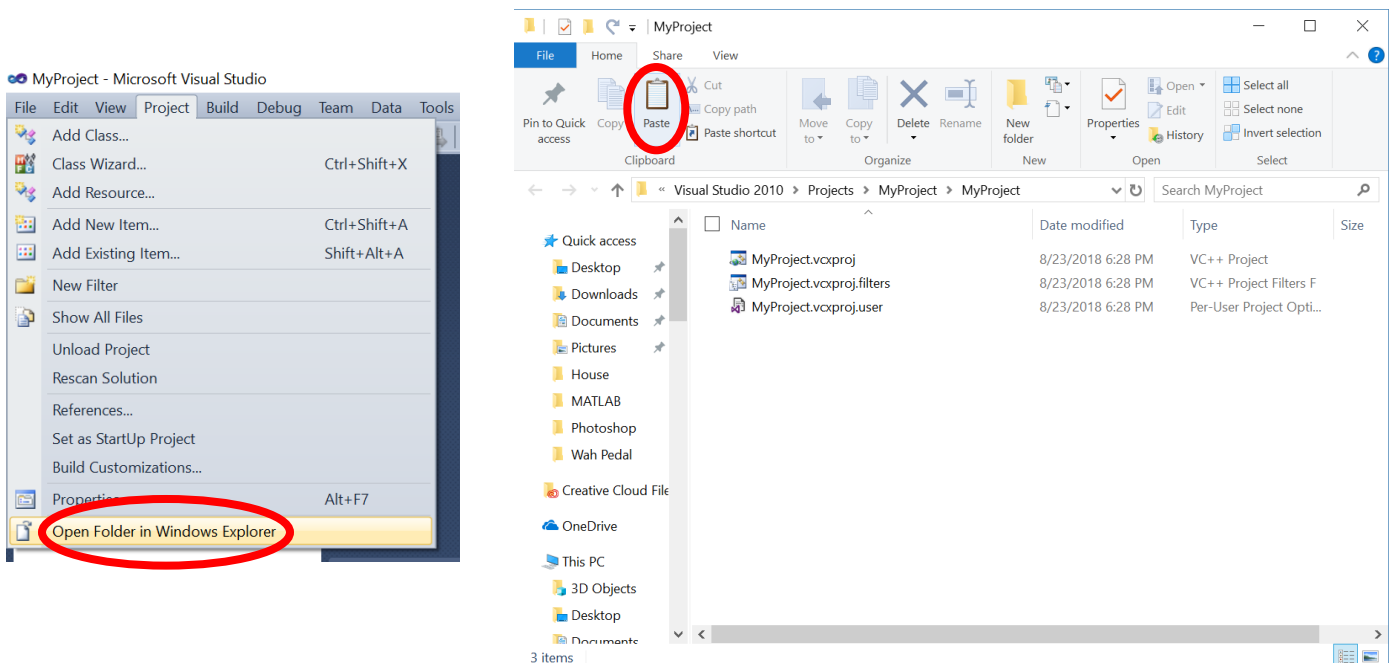 MyProject - Microsoft Visual Studio
File Edit View Project Build Debug Team Data Tools
Add Class...
Class Wizard... Ctrl+Shift+X
Add Resource...
Add New Item... Ctrl+Shift+A
Add Existing Item... Shift+Alt+A
New Filter
Show All Files
Unload Project
Rescan Solution
References...
Set as StartUp Project
Build Customizations...
Properties Alt+F7
Open Folder in Windows Explorer
MyProject
File Home Share View
Pin to Quick access
Copy
Paste
Cut
Copy path
Paste shortcut
Clipboard
Move to
Copy to
Delete
Rename
Organize
New folder
New
Properties
Open
Edit
History
Open
Select all
Select none
Invert selection
Select
« Visual Studio 2010 > Projects > MyProject > MyProject
Search MyProject
Quick access
Desktop
Downloads
Documents
Pictures
House
MATLAB
Photoshop
Wah Pedal
Creative Cloud File
OneDrive
This PC
3D Objects
Desktop
Documents
Name Date modified Type Size
MyProject.vcxproj 8/23/2018 6:28 PM VC++ Project
MyProject.vcxproj.filters 8/23/2018 6:28 PM VC++ Project Filters F
MyProject.vcxproj.user 8/23/2018 6:28 PM Per-User Project Opti...
3 items